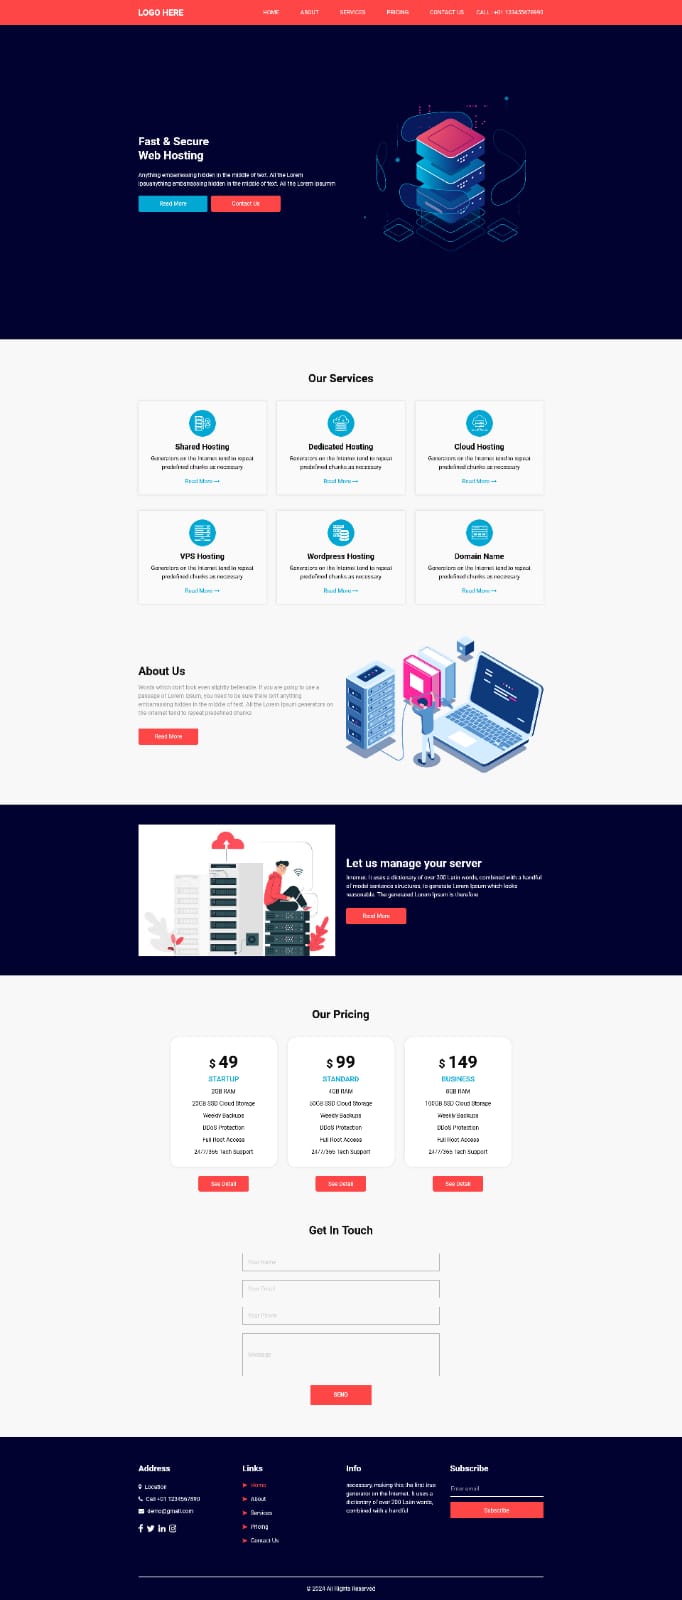 LOGO HERE
HOME ABOUT SERVICES PRICING CONTACT US CALL : +01 123455678990
Fast & Secure
Web Hosting
Anything embarrassing hidden in the middle of text. All the Lorem
Ipsuanything embarrassing hidden in the middle of text. All the Lorem Ipsumm
Read More Contact Us
Our Services
Shared Hosting
Generators on the Internet tend to repeat
predefined chunks as necessary
Read More
Dedicated Hosting
Generators on the Internet tend to repeat
predefined chunks as necessary
Read More
Cloud Hosting
Generators on the Internet tend to repeat
predefined chunks as necessary
Read More
VPS Hosting
Generators on the Internet tend to repeat
predefined chunks as necessary
Read More
Wordpress Hosting
Generators on the Internet tend to repeat
predefined chunks as necessary
Read More
Domain Name
Generators on the Internet tend to repeat
predefined chunks as necessary
Read More
About Us
Words which don't look even slightly believable. If you are going to use a
passage of Lorem Ipsum, you need to be sure there isn't anything
embarrassing hidden in the middle of text. All the Lorem Ipsum generators on
the Internet tend to repeat predefined chunks
Read More
Let us manage your server
Internet. It uses a dictionary of over 200 Latin words, combined with a handful
of model sentence structures, to generate Lorem Ipsum which looks
reasonable. The generated Lorem Ipsum is therefore
Read More
Our Pricing
$ 49
STARTUP
2GB RAM
20GB SSD Cloud Storage
Weekly Backups
DDoS Protection
Full Root Access
24/7/365 Tech Support
See Detail
$ 99
STANDARD
4GB RAM
50GB SSD Cloud Storage
Weekly Backups
DDoS Protection
Full Root Access
24/7/365 Tech Support
See Detail
$ 149
BUSINESS
8GB RAM
100GB SSD Cloud Storage
Weekly Backups
DDoS Protection
Full Root Access
24/7/365 Tech Support
See Detail
Get In Touch
Your Name
Your Email
Your Phone
Message
SEND
Address
Location
Call +01 1234567890
demo@gmail.com
Links
Home
About
Services
Pricing
Contact Us
Info
necessary, making this the first true
generator on the Internet. It uses a
dictionary of over 200 Latin words,
combined with a handful
Subscribe
Enter email
Subscribe
© 2024 All Rights Reserved